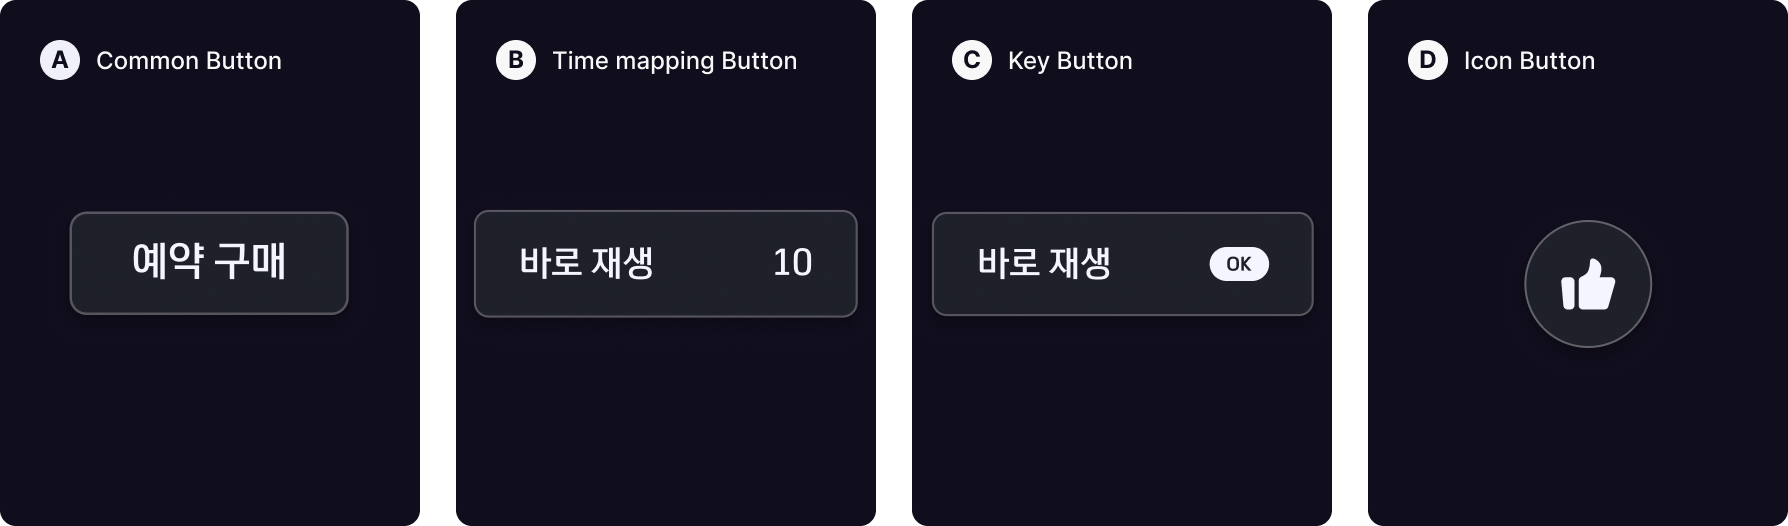 A Common Button
예약 구매
B Time mapping Button
바로 재생 10
C Key Button
바로 재생 OK
D Icon Button